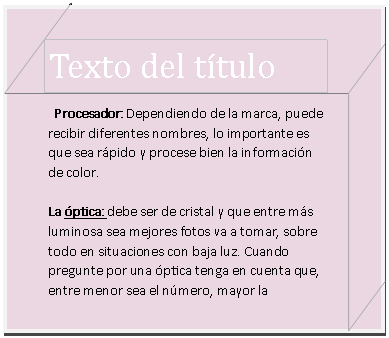 Texto del título
Procesador: Dependiendo de la marca, puede
recibir diferentes nombres, lo importante es
que sea rápido y procese bien la información
de color.
La óptica: debe ser de cristal y que entre más
luminosa sea mejores fotos va a tomar, sobre
todo en situaciones con baja luz. Cuando
pregunte por una óptica tenga en cuenta que,
entre menor sea el número, mayor la